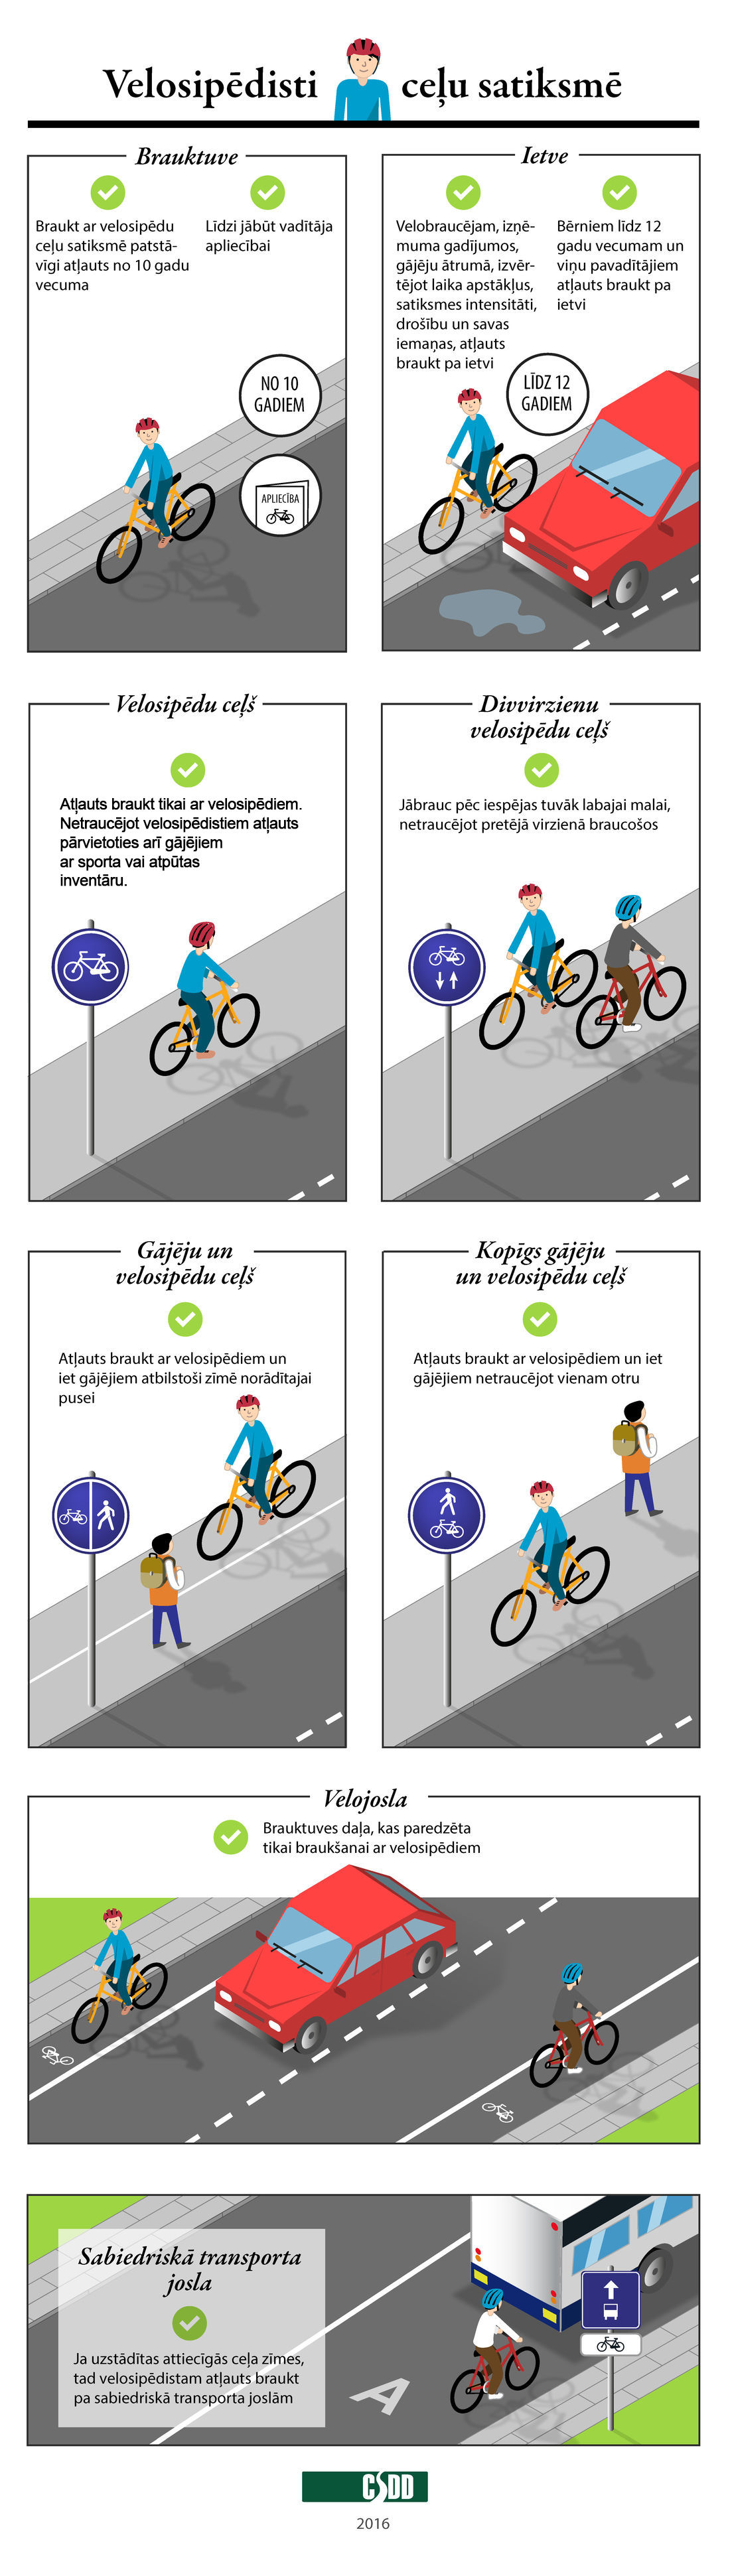 Velosipēdisti ceļu satiksmē
Brauktuve
Braukt ar velosipēdu
ceļu satiksmē patstā-
vīgi atļauts no 10 gadu
vecuma
Līdzi jābūt vadītāja
apliecībai
NO 10
GADIEM
APLIECĪBA
Ietve
Velobraucējam, izņē-
muma gadījumos,
gājēju ātrumā, izvēr-
tējot laika apstākļus,
satiksmes intensitāti,
drošību un savas
iemaņas, atļauts
braukt pa ietvi
Bērniem līdz 12
gadu vecumam un
viņu pavadītājiem
atļauts braukt pa
ietvi
LĪDZ 12
GADIEM
Velosipēdu ceļš
Atļauts braukt tikai ar velosipēdiem.
Netraucējot velosipēdistiem atļauts
pārvietoties arī gājējiem
ar sporta vai atpūtas
inventāru.
Divvirzienu
velosipēdu ceļš
Jābrauc pēc iespējas tuvāk labajai malai,
netraucējot pretējā virzienā braucošos
Gājēju un
velosipēdu ceļš
Atļauts braukt ar velosipēdiem un
iet gājējiem atbilstoši zīmē norādītajai
pusei
Kopīgs gājēju
un velosipēdu ceļš
Atļauts braukt ar velosipēdiem un iet
gājējiem netraucējot vienam otru
Velojosla
Brauktuves daļa, kas paredzēta
tikai braukšanai ar velosipēdiem
Sabiedriskā transporta
josla
Ja uzstādītas attiecīgās ceļa zīmes,
tad velosipēdistam atļauts braukt
pa sabiedriskā transporta joslām
A
CSDD
2016